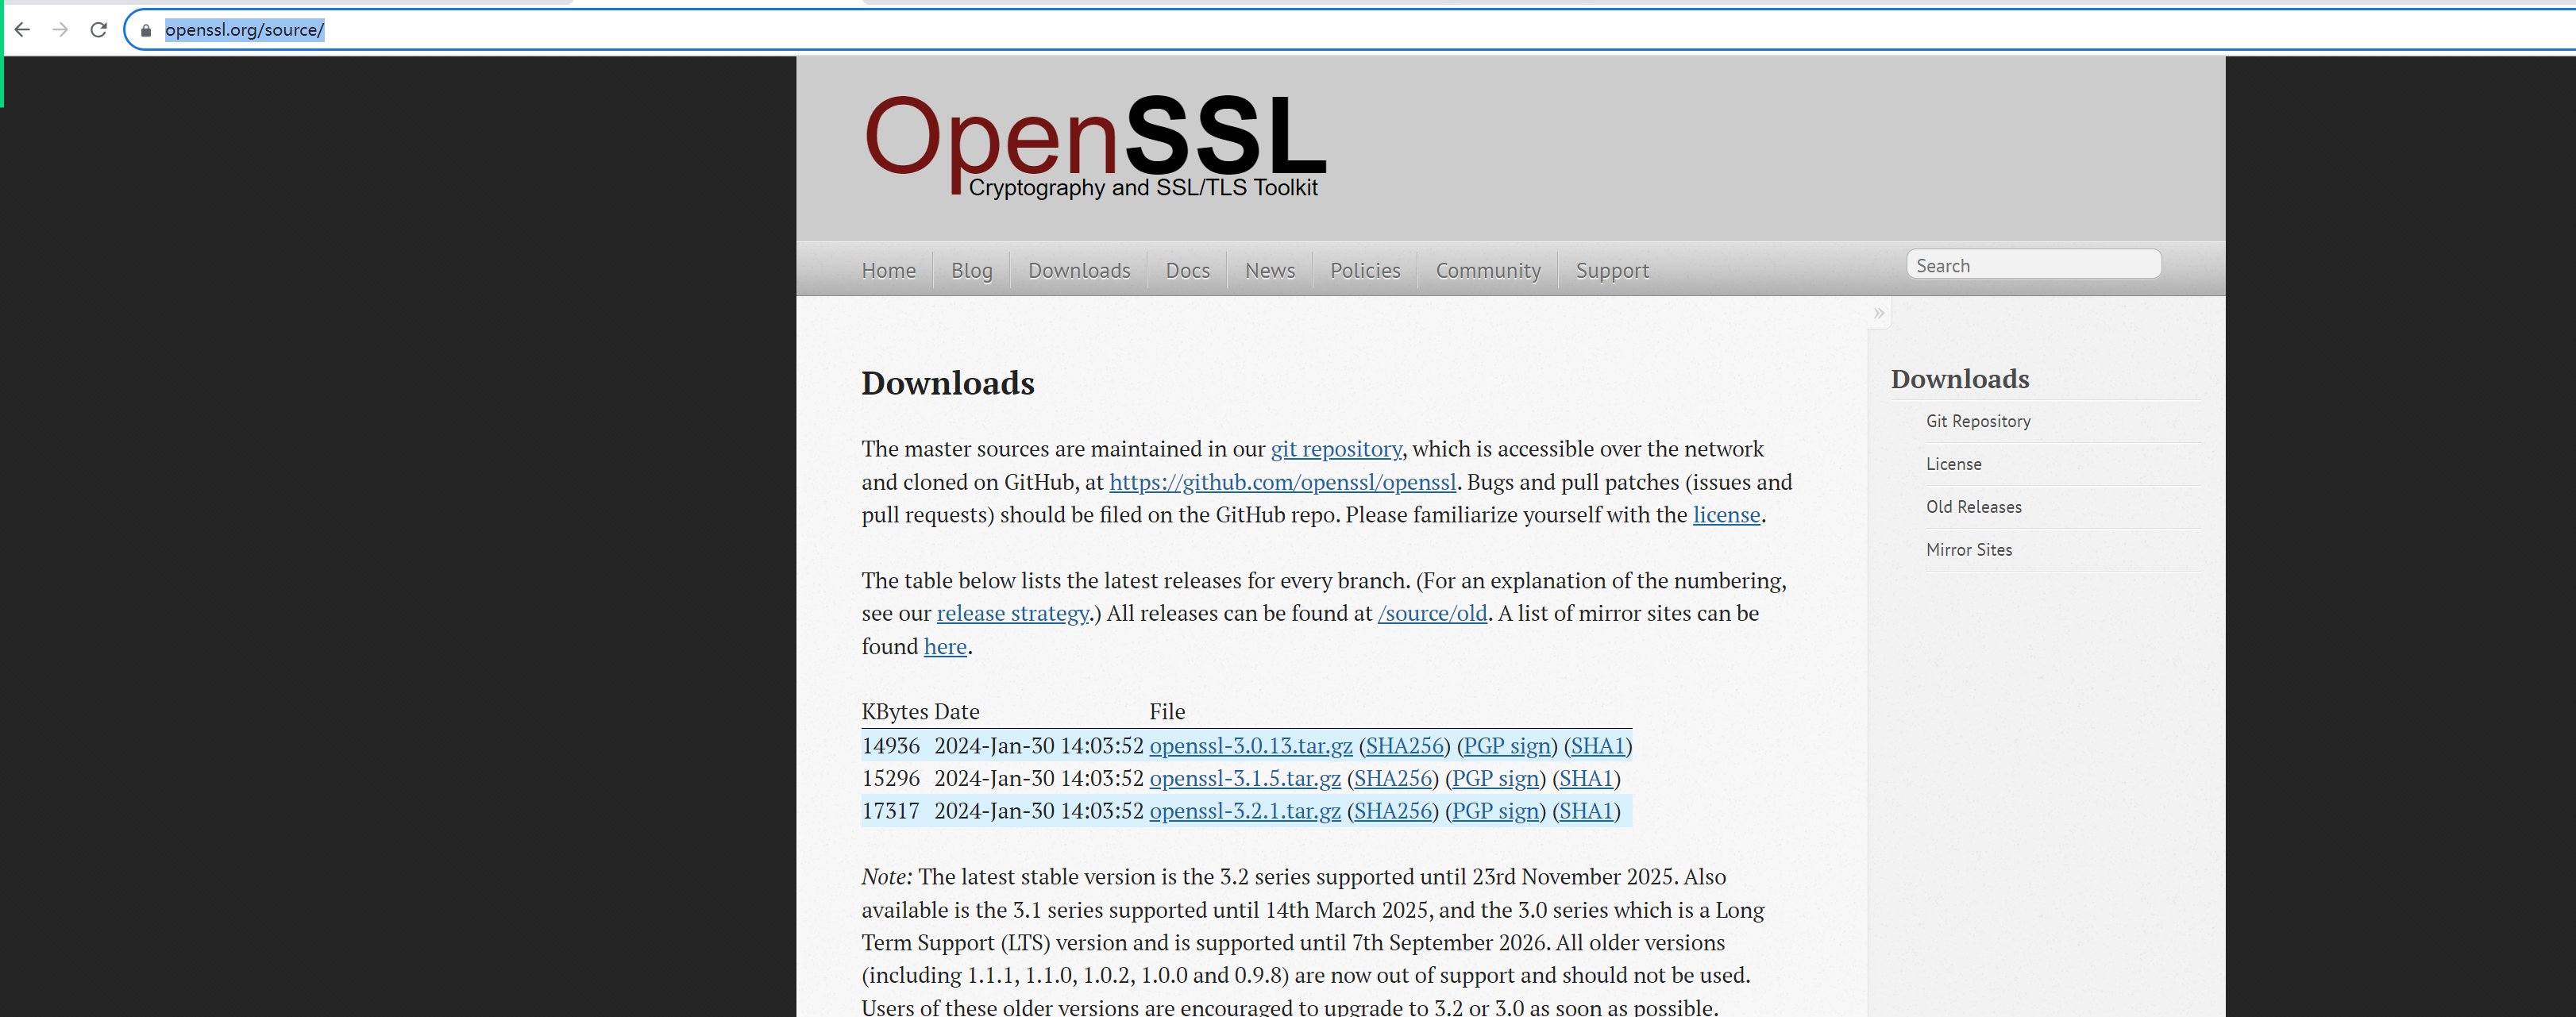 openssl.org/source/
OpenSSL
Cryptography and SSL/TLS Toolkit
Home Blog Downloads Docs News Policies Community Support Search
»
Downloads
The master sources are maintained in our git repository, which is accessible over the network
and cloned on GitHub, at https://github.com/openssl/openssl. Bugs and pull patches (issues and
pull requests) should be filed on the GitHub repo. Please familiarize yourself with the license.
The table below lists the latest releases for every branch. (For an explanation of the numbering,
see our release strategy.) All releases can be found at /source/old. A list of mirror sites can be
found here.
KBytes Date File
14936 2024-Jan-30 14:03:52 openssl-3.0.13.tar.gz (SHA256) (PGP sign) (SHA1)
15296 2024-Jan-30 14:03:52 openssl-3.1.5.tar.gz (SHA256) (PGP sign) (SHA1)
17317 2024-Jan-30 14:03:52 openssl-3.2.1.tar.gz (SHA256) (PGP sign) (SHA1)
Note: The latest stable version is the 3.2 series supported until 23rd November 2025. Also
available is the 3.1 series supported until 14th March 2025, and the 3.0 series which is a Long
Term Support (LTS) version and is supported until 7th September 2026. All older versions
(including 1.1.1, 1.1.0, 1.0.2, 1.0.0 and 0.9.8) are now out of support and should not be used.
Users of these older versions are encouraged to upgrade to 3.2 or 3.0 as soon as possible.
Downloads
Git Repository
License
Old Releases
Mirror Sites